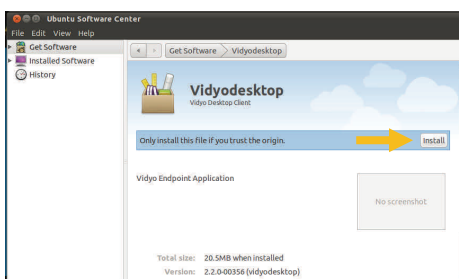 Ubuntu Software Center
File Edit View Help
Get Software
Installed Software
History
Get Software Vidyodesktop
Vidyodesktop
Vidyo Desktop Client
Only install this file if you trust the origin.
Install
Vidyo Endpoint Application
No screenshot
Total size: 20.5MB when installed
Version: 2.2.0-00356 (vidyodesktop)